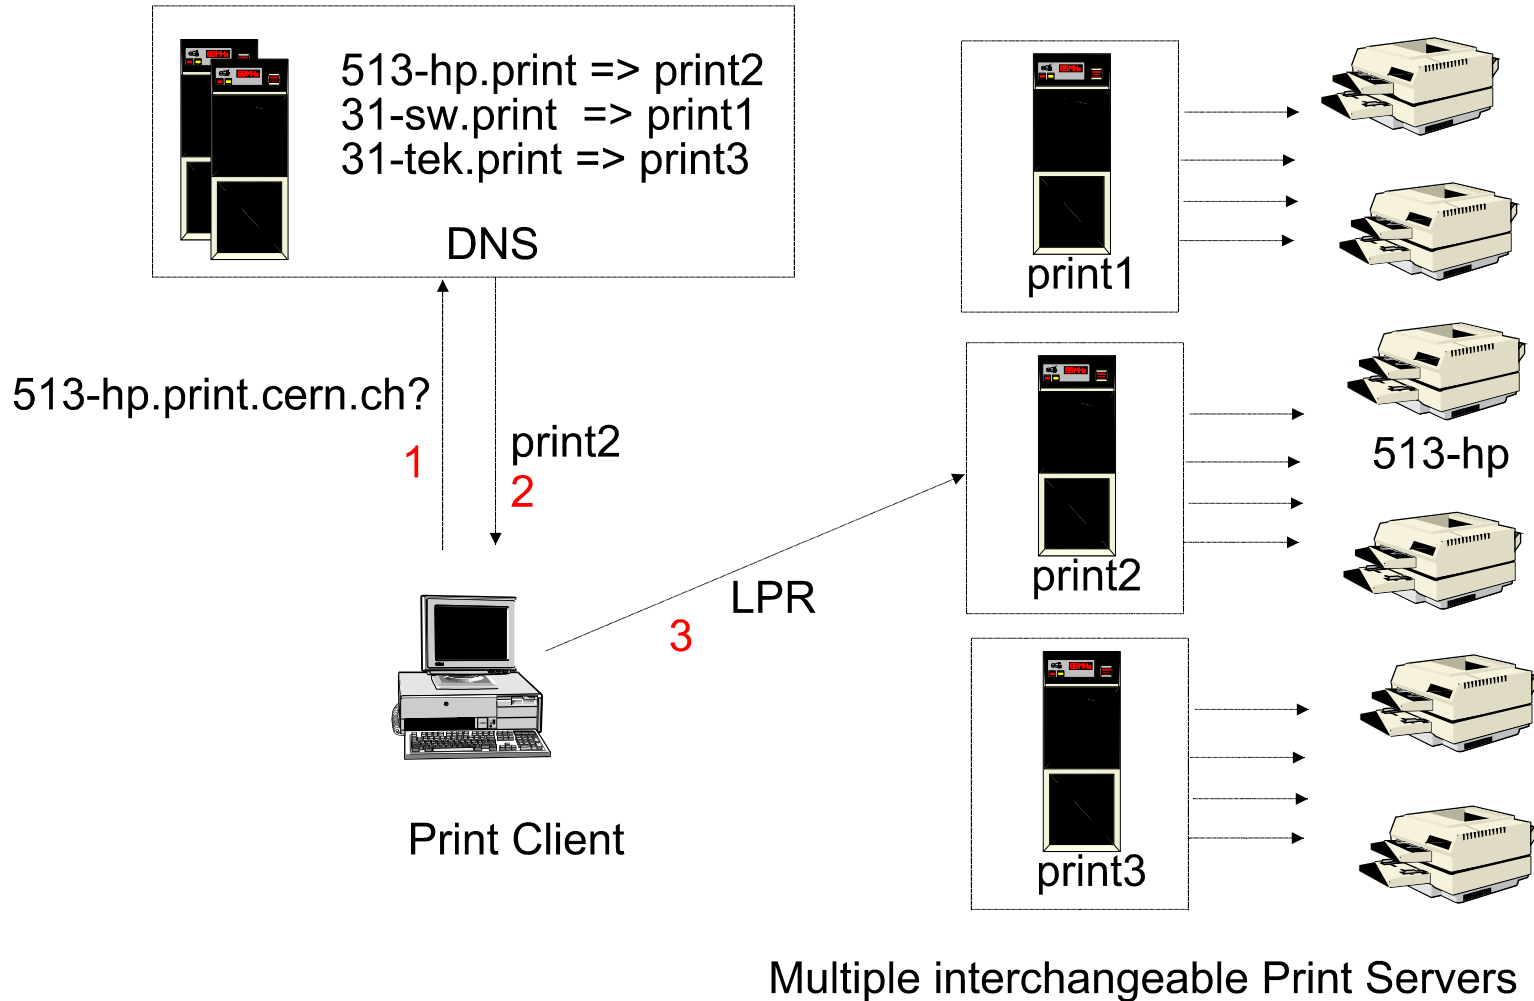 513-hp.print => print2
31-sw.print => print1
31-tek.print => print3
DNS
513-hp.print.cern.ch?
1
print2
2
LPR
3
Print Client
print1
print2
print3
513-hp
Multiple interchangeable Print Servers